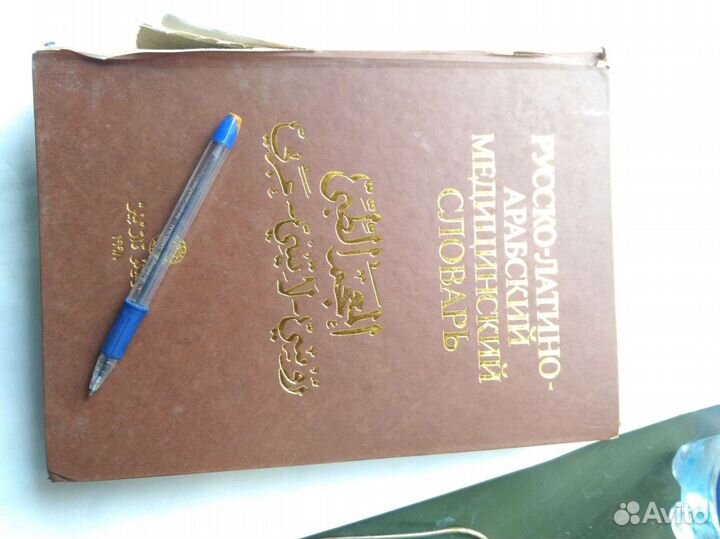 РУССКО-ЛАТИНО-
АРАБСКИЙ
МЕДИЦИНСКИЙ
СЛОВАРЬ
المعجم الطبي
روسي - لاتيني - عربي
Avito